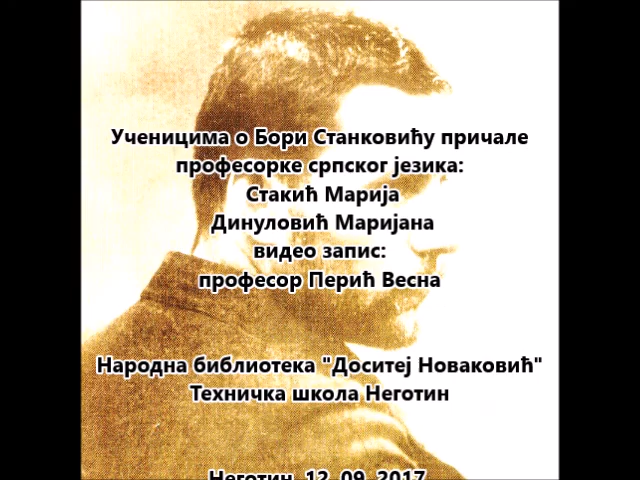 Ученицима о Бори Станковићу причале
професорке српског језика:
Стакић Марија
Динуловић Маријана
видео запис:
професор Перић Весна
Народна библиотека "Доситеј Новаковић"
Техничка школа Неготин
Неготин, 12. 09. 2017.